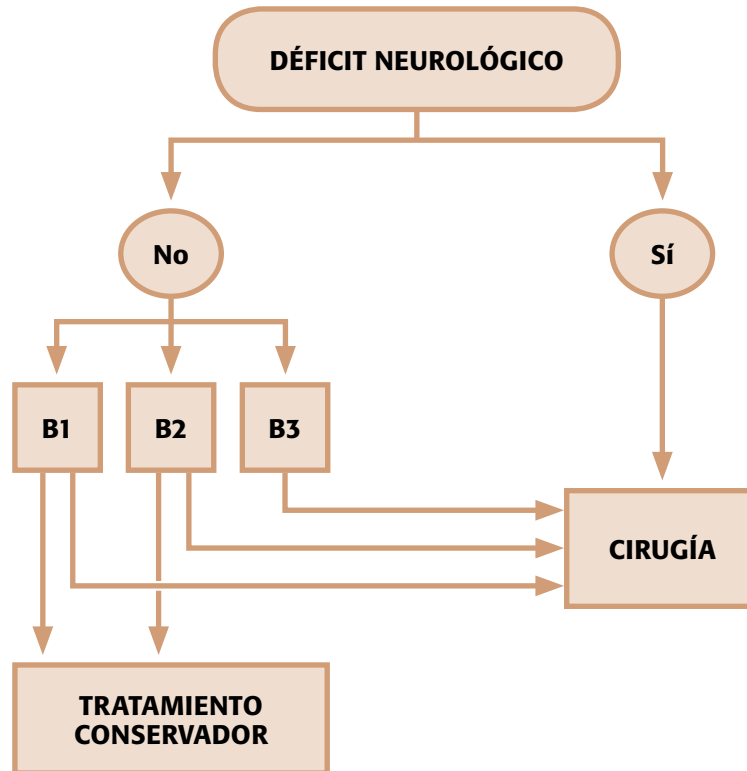 DÉFICIT NEUROLÓGICO
No
Sí
B1
B2
B3
CIRUGÍA
TRATAMIENTO
CONSERVADOR